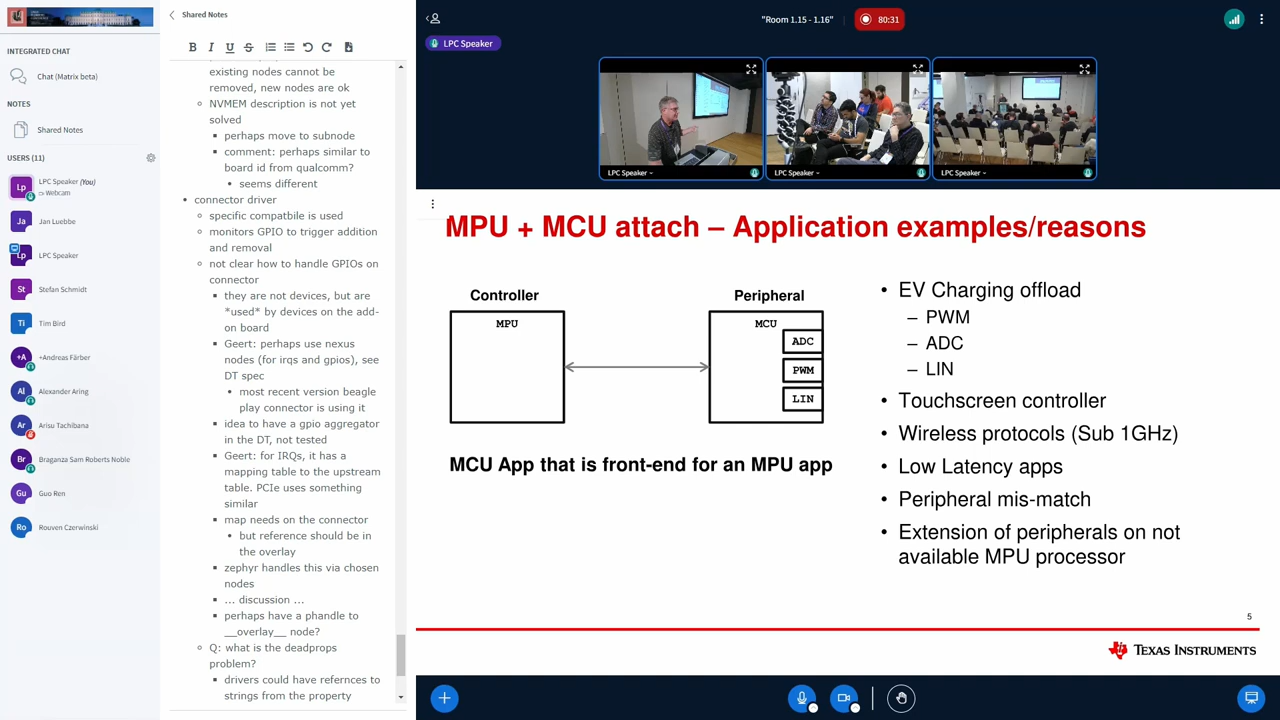 INTEGRATED CHAT
Chat (Matrix beta)
NOTES
Shared Notes
USERS (11)
Lp
LPC Speaker (You)
Webcam
Ja
Jan Luebbe
Lp
LPC Speaker
St
Stefan Schmidt
Ti
Tim Bird
+A
+Andreas Färber
Al
Alexander Aring
Ar
Arisu Tachibana
Br
Braganza Sam Roberts Noble
Gu
Guo Ren
Ro
Rouven Czerwinski
Shared Notes
B I U S
existing nodes cannot be
removed, new nodes are ok
NVMEM description is not yet
solved
perhaps move to subnode
comment: perhaps similar to
board id from qualcomm?
seems different
connector driver
specific compatbile is used
monitors GPIO to trigger addition
and removal
not clear how to handle GPIOs on
connector
they are not devices, but are
*used* by devices on the add-
on board
Geert: perhaps use nexus
nodes (for irqs and gpios), see
DT spec
most recent version beagle
play connector is using it
idea to have a gpio aggregator
in the DT, not tested
Geert: for IRQs, it has a
mapping table to the upstream
table. PCIe uses something
similar
map needs on the connector
but reference should be in
the overlay
zephyr handles this via chosen
nodes
... discussion ...
perhaps have a phandle to
__overlay__ node?
Q: what is the deadprops
problem?
drivers could have refernces to
strings from the property
"Room 1.15 - 1.16"
80:31
LPC Speaker
LPC Speaker
LPC Speaker
LPC Speaker
MPU + MCU attach – Application examples/reasons
Controller
MPU
Peripheral
MCU
ADC
PWM
LIN
MCU App that is front-end for an MPU app
• EV Charging offload
– PWM
– ADC
– LIN
• Touchscreen controller
• Wireless protocols (Sub 1GHz)
• Low Latency apps
• Peripheral mis-match
• Extension of peripherals on not
available MPU processor
5
TEXAS INSTRUMENTS